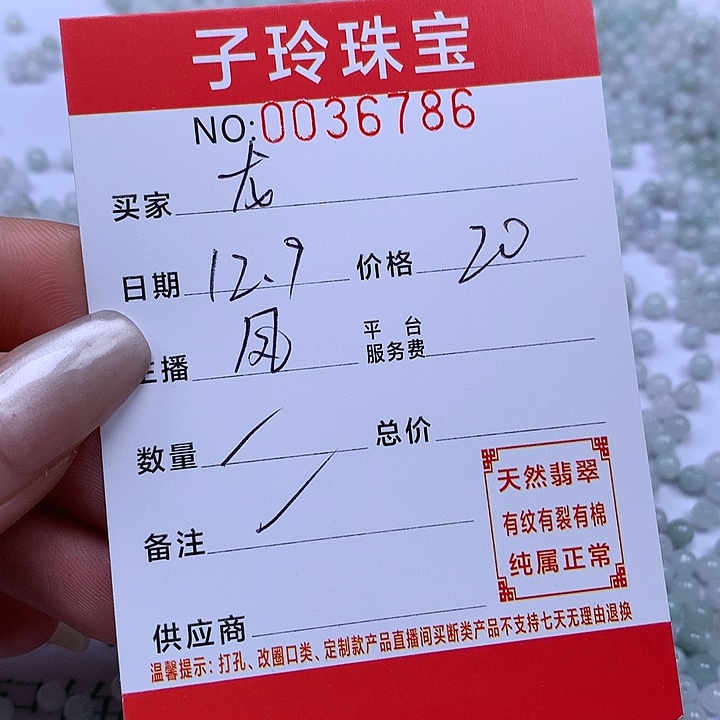 子玲珠宝
NO:0036786
买家 龙
日期 12.9 价格 20
主播 凤 平台服务费
数量 总价
备注
天然翡翠
有纹有裂有棉
纯属正常
供应商
温馨提示：打孔、改圈口类、定制款产品直播间买断类产品不支持七天无理由退换